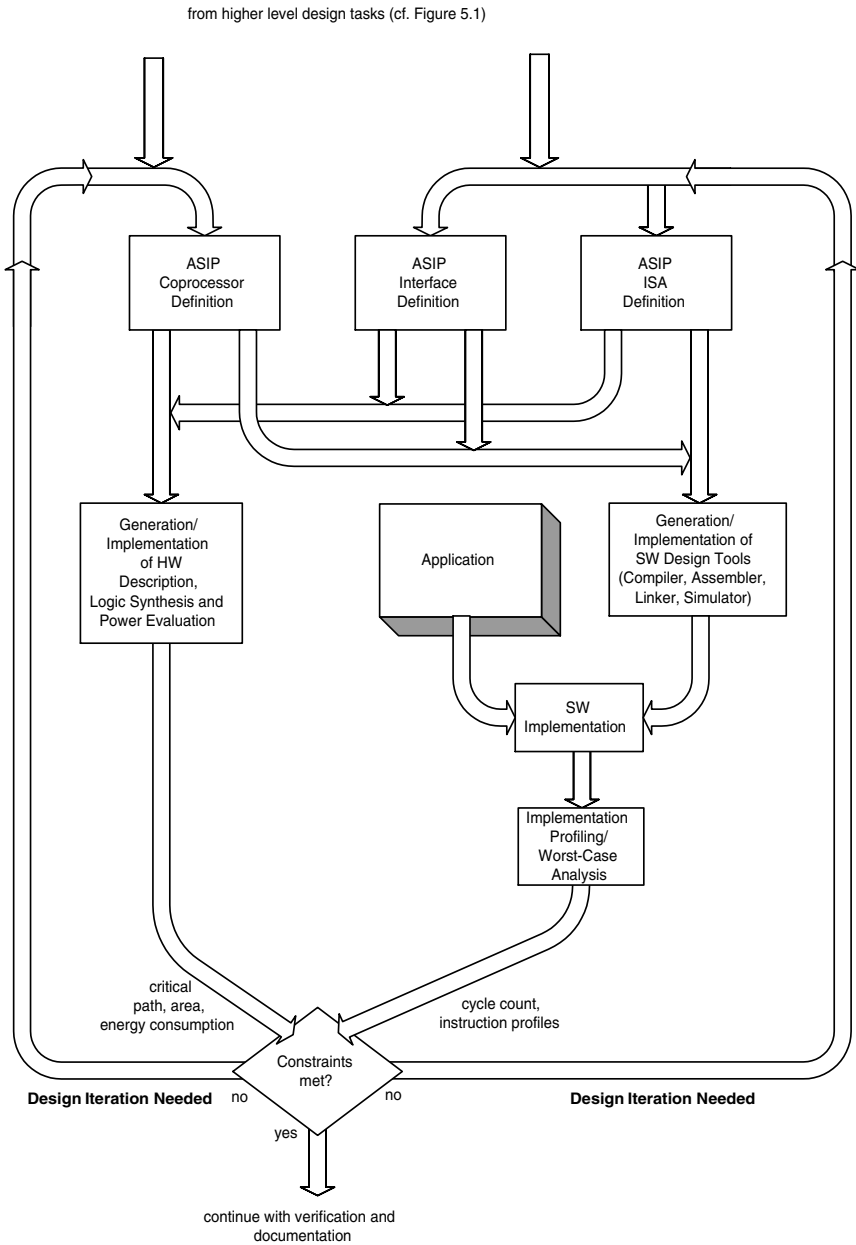 from higher level design tasks (cf. Figure 5.1)
ASIP
Coprocessor
Definition
ASIP
Interface
Definition
ASIP
ISA
Definition
Generation/
Implementation
of HW
Description,
Logic Synthesis and
Power Evaluation
Application
Generation/
Implementation of
SW Design Tools
(Compiler, Assembler,
Linker, Simulator)
SW
Implementation
Implementation
Profiling/
Worst-Case
Analysis
critical
path, area,
energy consumption
cycle count,
instruction profiles
Constraints
met?
Design Iteration Needed
no
no
Design Iteration Needed
yes
continue with verification and
documentation